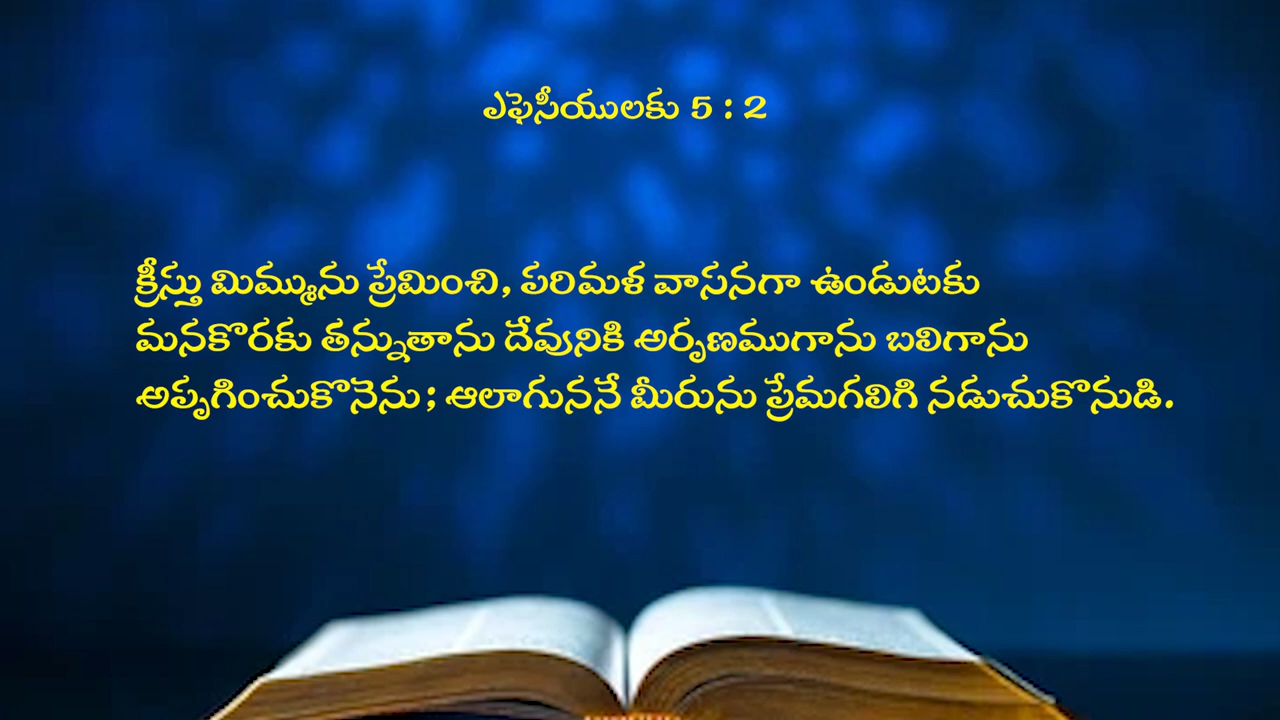 ఎఫెసీయులకు 5 : 2
క్రీస్తు మిమ్మును ప్రేమించి, పరిమళ వాసనగా ఉండుటకు
మనకొరకు తన్నుతాను దేవునికి అర్పణముగాను బలిగాను
అప్పగించుకొనెను; ఆలాగుననే మీరును ప్రేమగలిగి నడుచుకొనుడి.